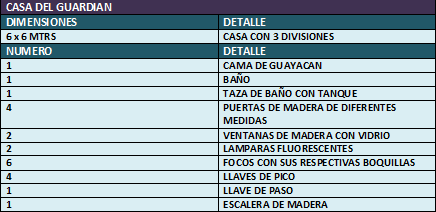 CASA DEL GUARDIAN
DIMENSIONES DETALLE
6 x 6 MTRS CASA CON 3 DIVISIONES
NUMERO DETALLE
1 CAMA DE GUAYACAN
1 BAÑO
1 TAZA DE BAÑO CON TANQUE
4 PUERTAS DE MADERA DE DIFERENTES
MEDIDAS
2 VENTANAS DE MADERA CON VIDRIO
2 LAMPARAS FLUORESCENTES
6 FOCOS CON SUS RESPECTIVAS BOQUILLAS
4 LLAVES DE PICO
1 LLAVE DE PASO
1 ESCALERA DE MADERA